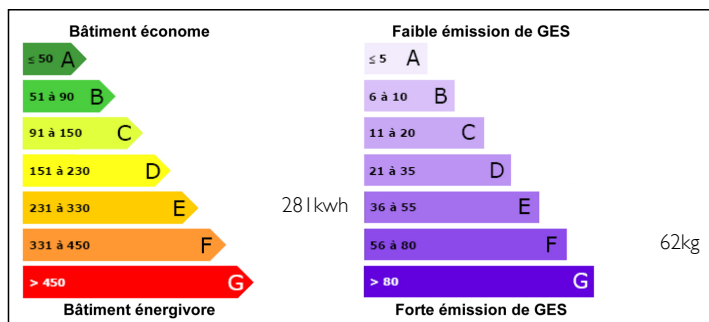 Bâtiment économe
≤ 50 A
51 à 90 B
91 à 150 C
151 à 230 D
231 à 330 E
281kwh
331 à 450 F
> 450 G
Bâtiment énergivore
Faible émission de GES
≤ 5 A
6 à 10 B
11 à 20 C
21 à 35 D
36 à 55 E
56 à 80 F
62kg
> 80 G
Forte émission de GES